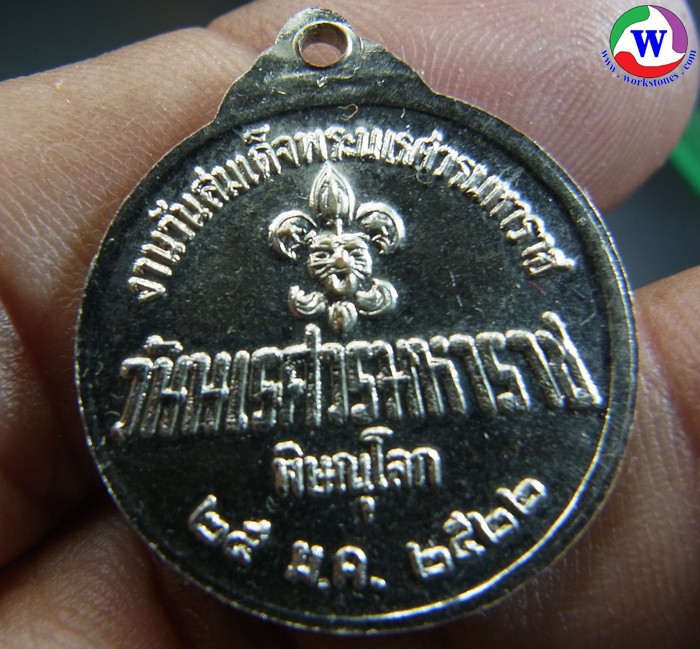 งานวันสมเด็จพระนเรศวรมหาราช
วันนเรศวรมหาราช
พิษณุโลก
๒๕ ม.ค. ๒๕๒๒
W
www.workstones.com